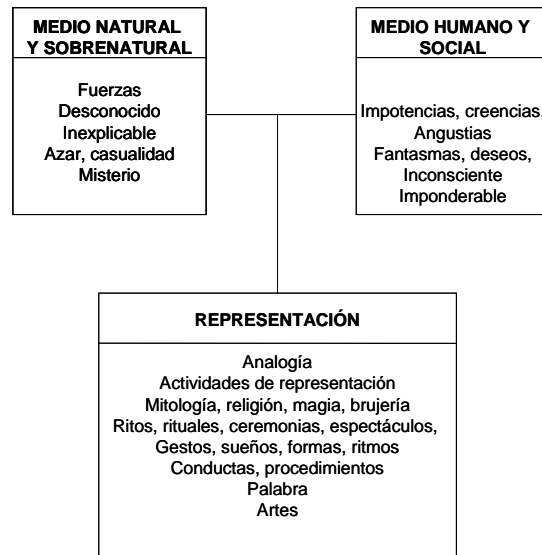 MEDIO NATURAL
Y SOBRENATURAL
Fuerzas
Desconocido
Inexplicable
Azar, casualidad
Misterio
MEDIO HUMANO Y
SOCIAL
Impotencias, creencias,
Angustias
Fantasmas, deseos,
Inconsciente
Imponderable
REPRESENTACIÓN
Analogía
Actividades de representación
Mitología, religión, magia, brujería
Ritos, rituales, ceremonias, espectáculos,
Gestos, sueños, formas, ritmos
Conductas, procedimientos
Palabra
Artes